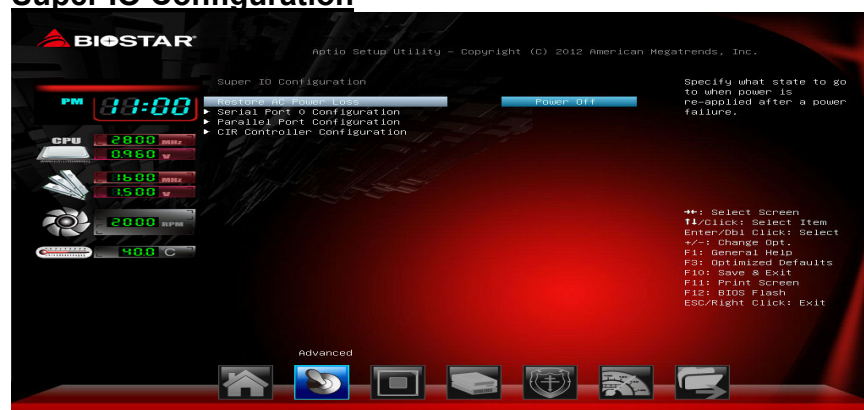 Super IO Configuration
BIOSTAR
Aptio Setup Utility - Copyright (C) 2012 American Megatrends, Inc.
Super IO Configuration
Restore AC Power Loss Power Off
► Serial Port 0 Configuration
► Parallel Port Configuration
► CIR Controller Configuration
Specify what state to go
to when power is
re-applied after a power
failure.
PM 11:00
CPU 2800 MHz
0.960 V
1600 MHz
1.500 V
2000 RPM
40.0 C
→←: Select Screen
↑↓/Click: Select Item
Enter/Dbl Click: Select
+/-: Change Opt.
F1: General Help
F3: Optimized Defaults
F10: Save & Exit
F11: Print Screen
F12: BIOS Flash
ESC/Right Click: Exit
Advanced